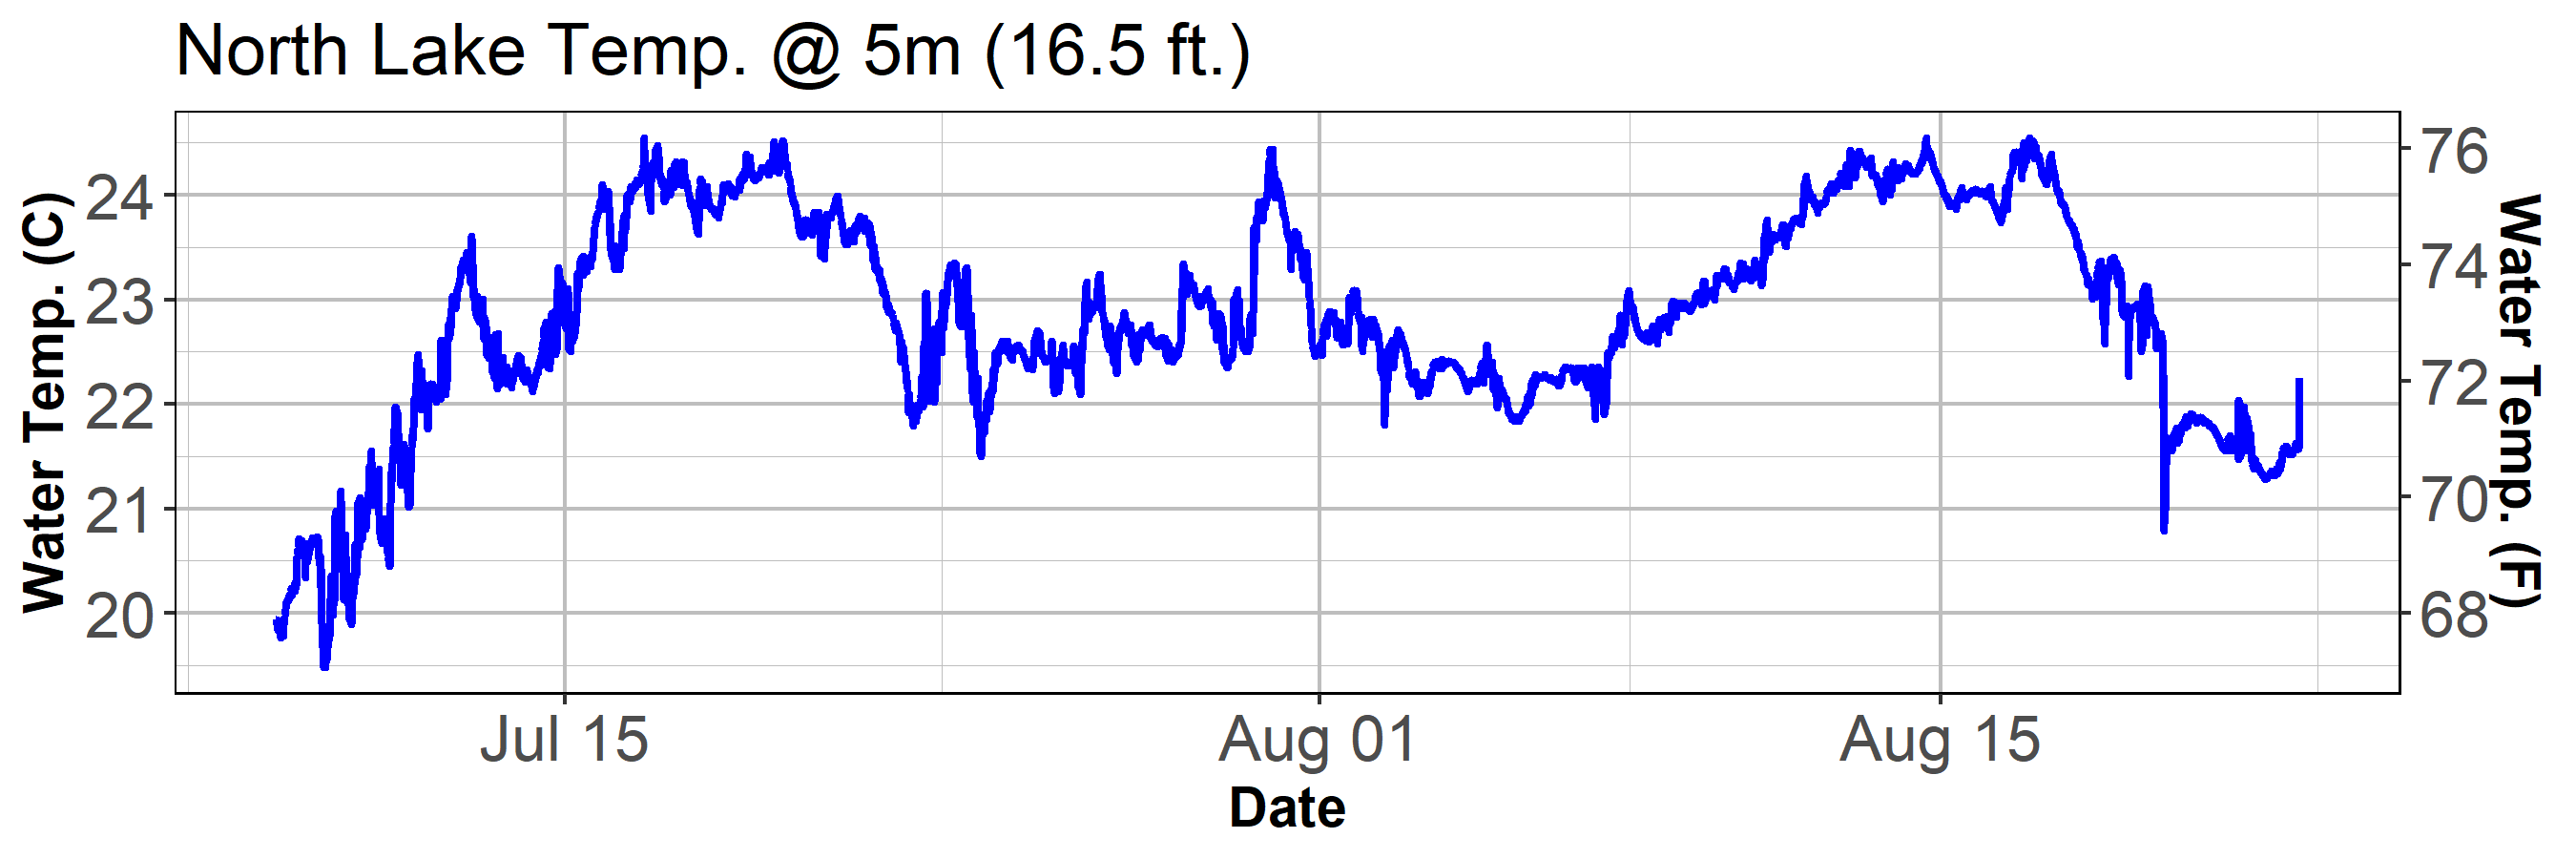 North Lake Temp. @ 5m (16.5 ft.)
Water Temp. (C)
24
23
22
21
20
76
74
72
70
68
Water Temp. (F)
Jul 15
Aug 01
Aug 15
Date